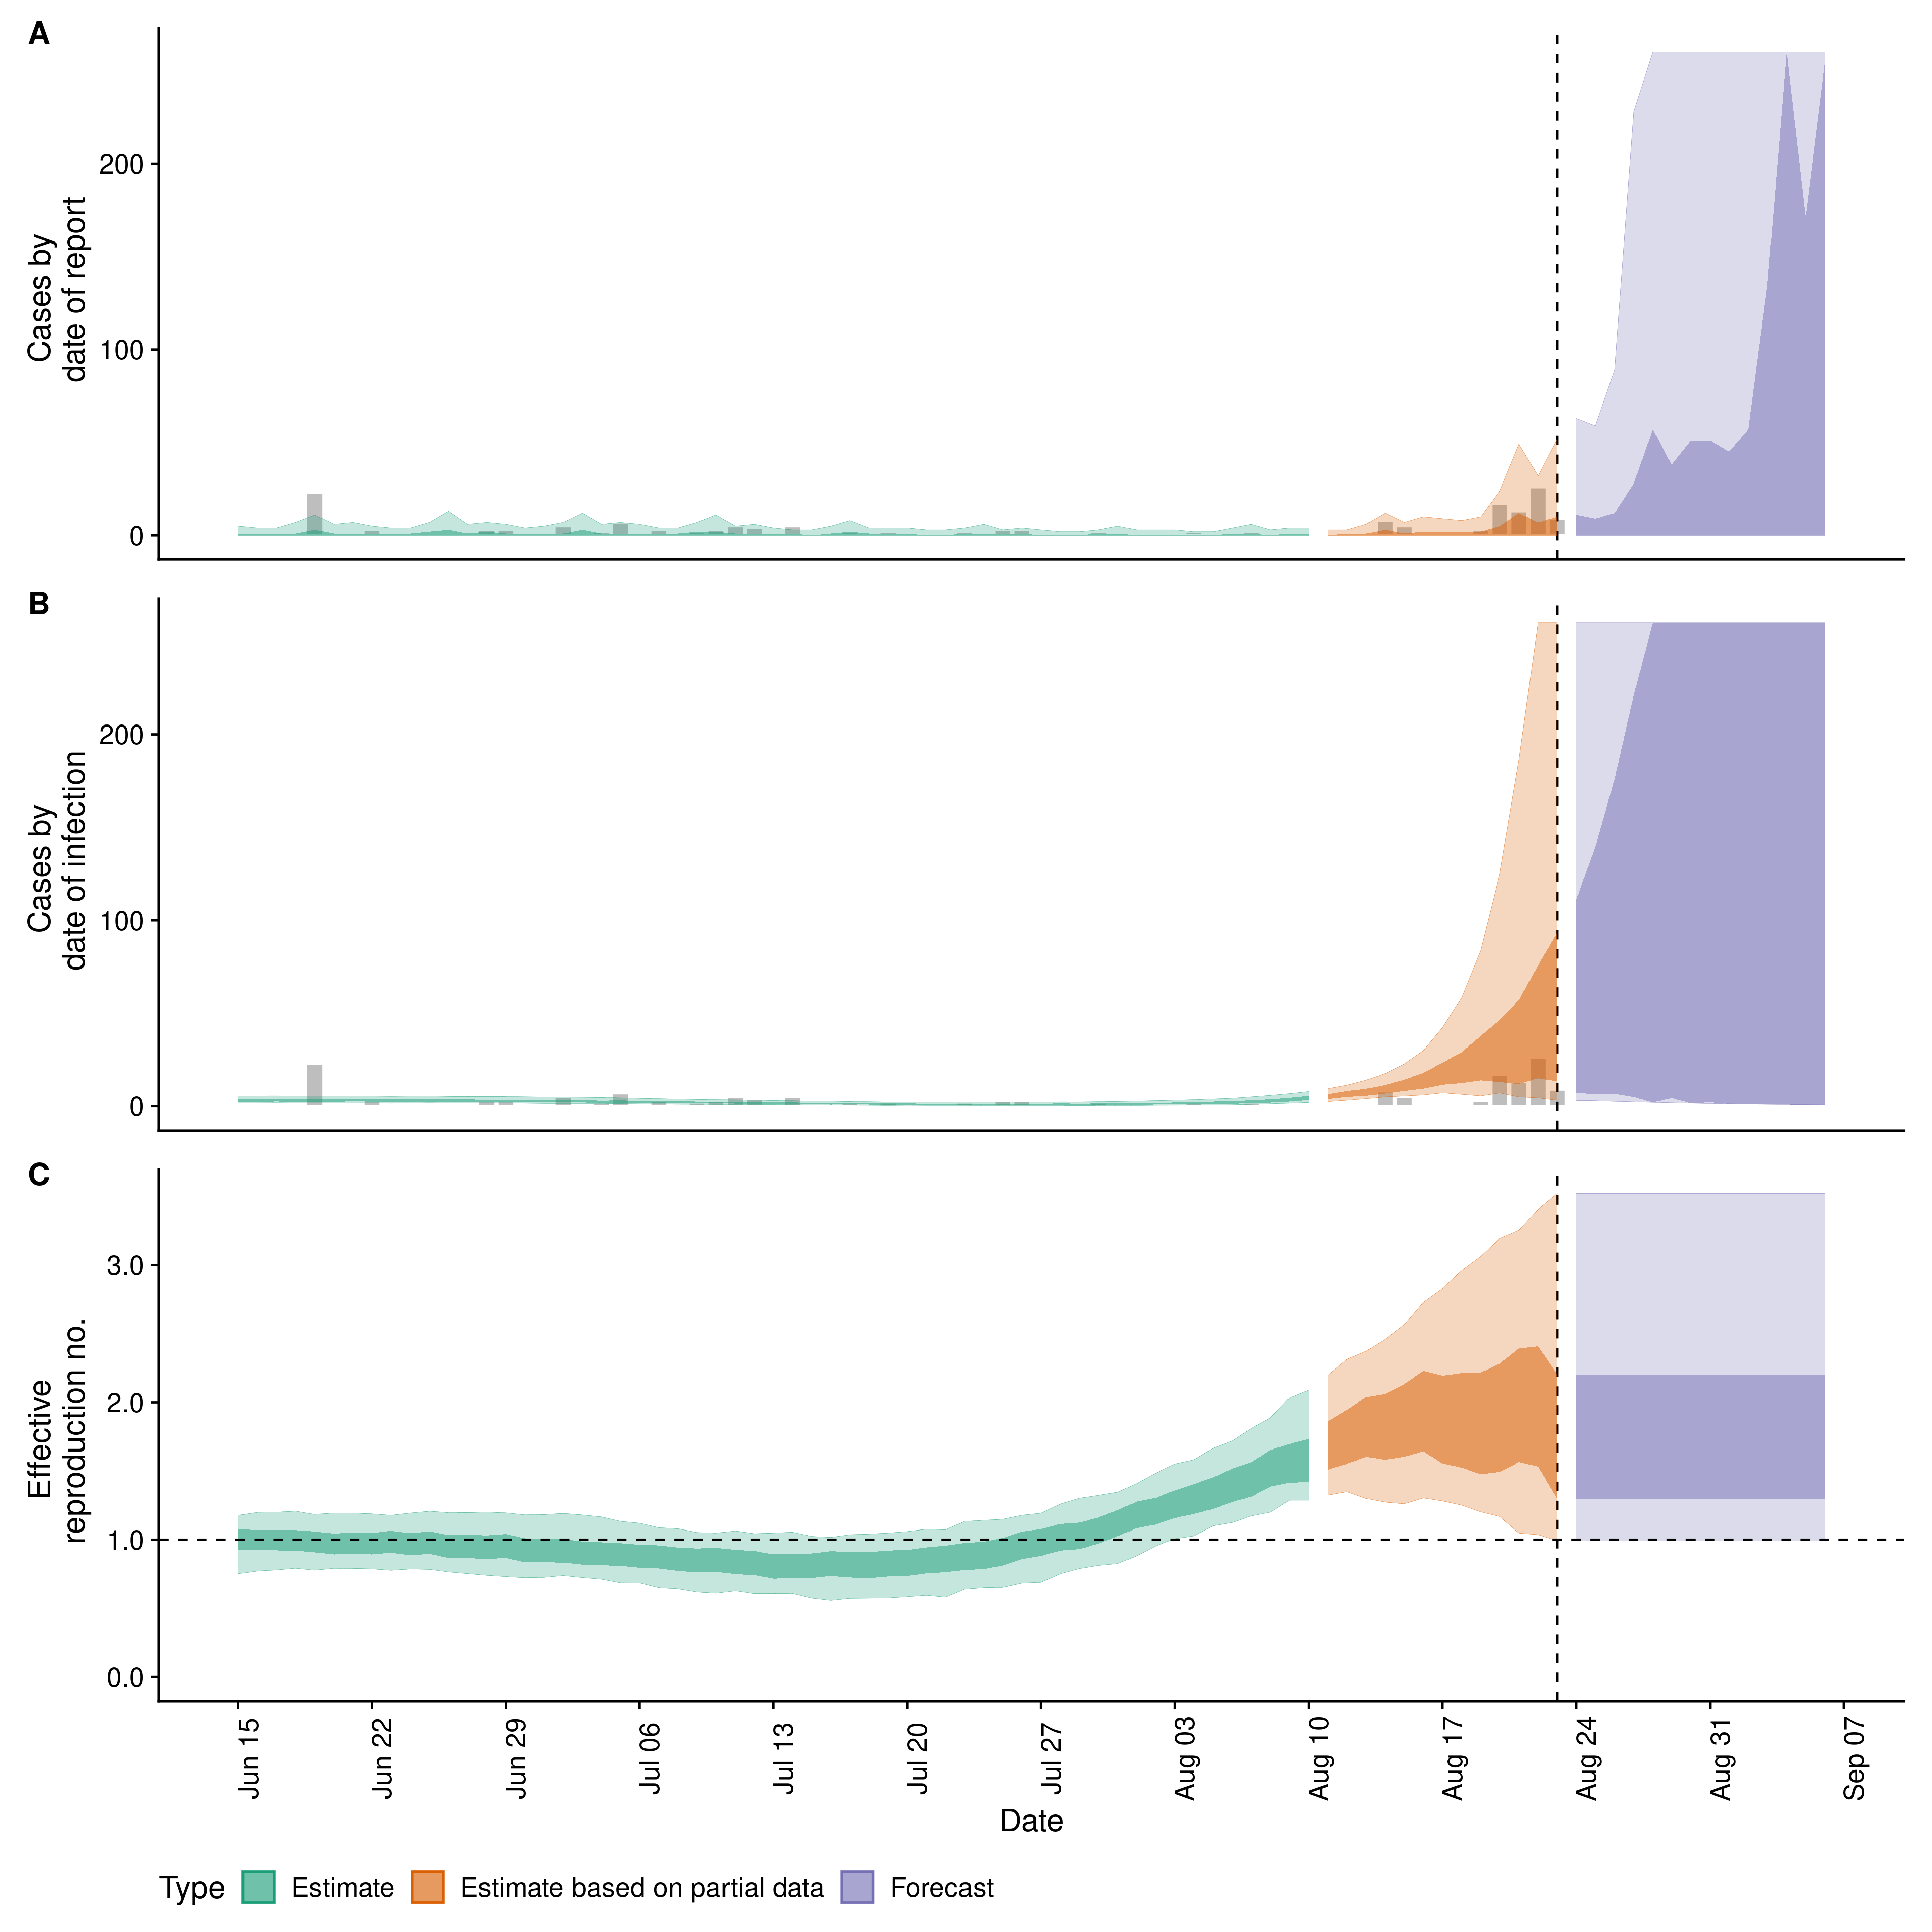 A
Cases by
date of report
200
100
0
B
Cases by
date of infection
200
100
0
C
Effective
reproduction no.
3.0
2.0
1.0
0.0
Jun 15
Jun 22
Jun 29
Jul 06
Jul 13
Jul 20
Jul 27
Aug 03
Aug 10
Aug 17
Aug 24
Aug 31
Sep 07
Date
Type Estimate Estimate based on partial data Forecast